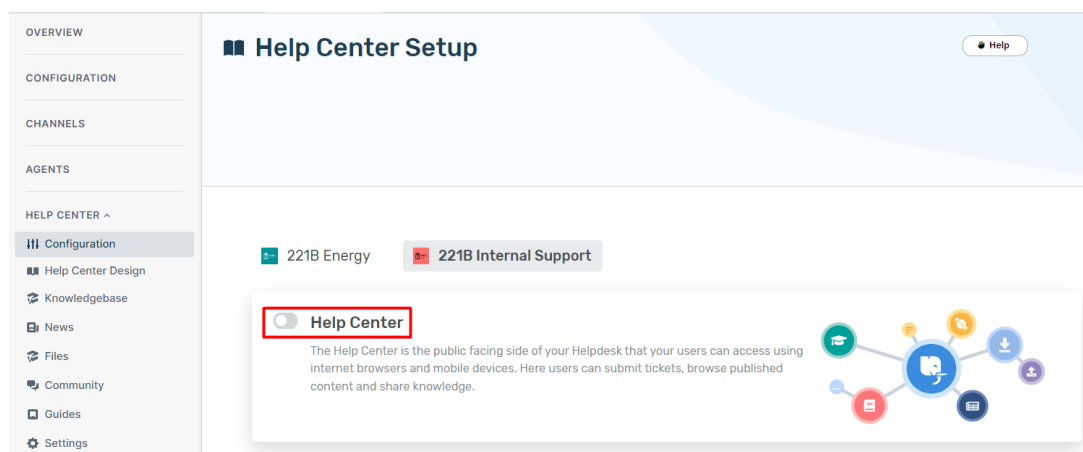 OVERVIEW
CONFIGURATION
CHANNELS
AGENTS
HELP CENTER
Configuration
Help Center Design
Knowledgebase
News
Files
Community
Guides
Settings
Help Center Setup
Help
221B Energy
221B Internal Support
Help Center
The Help Center is the public facing side of your Helpdesk that your users can access using
internet browsers and mobile devices. Here users can submit tickets, browse published
content and share knowledge.